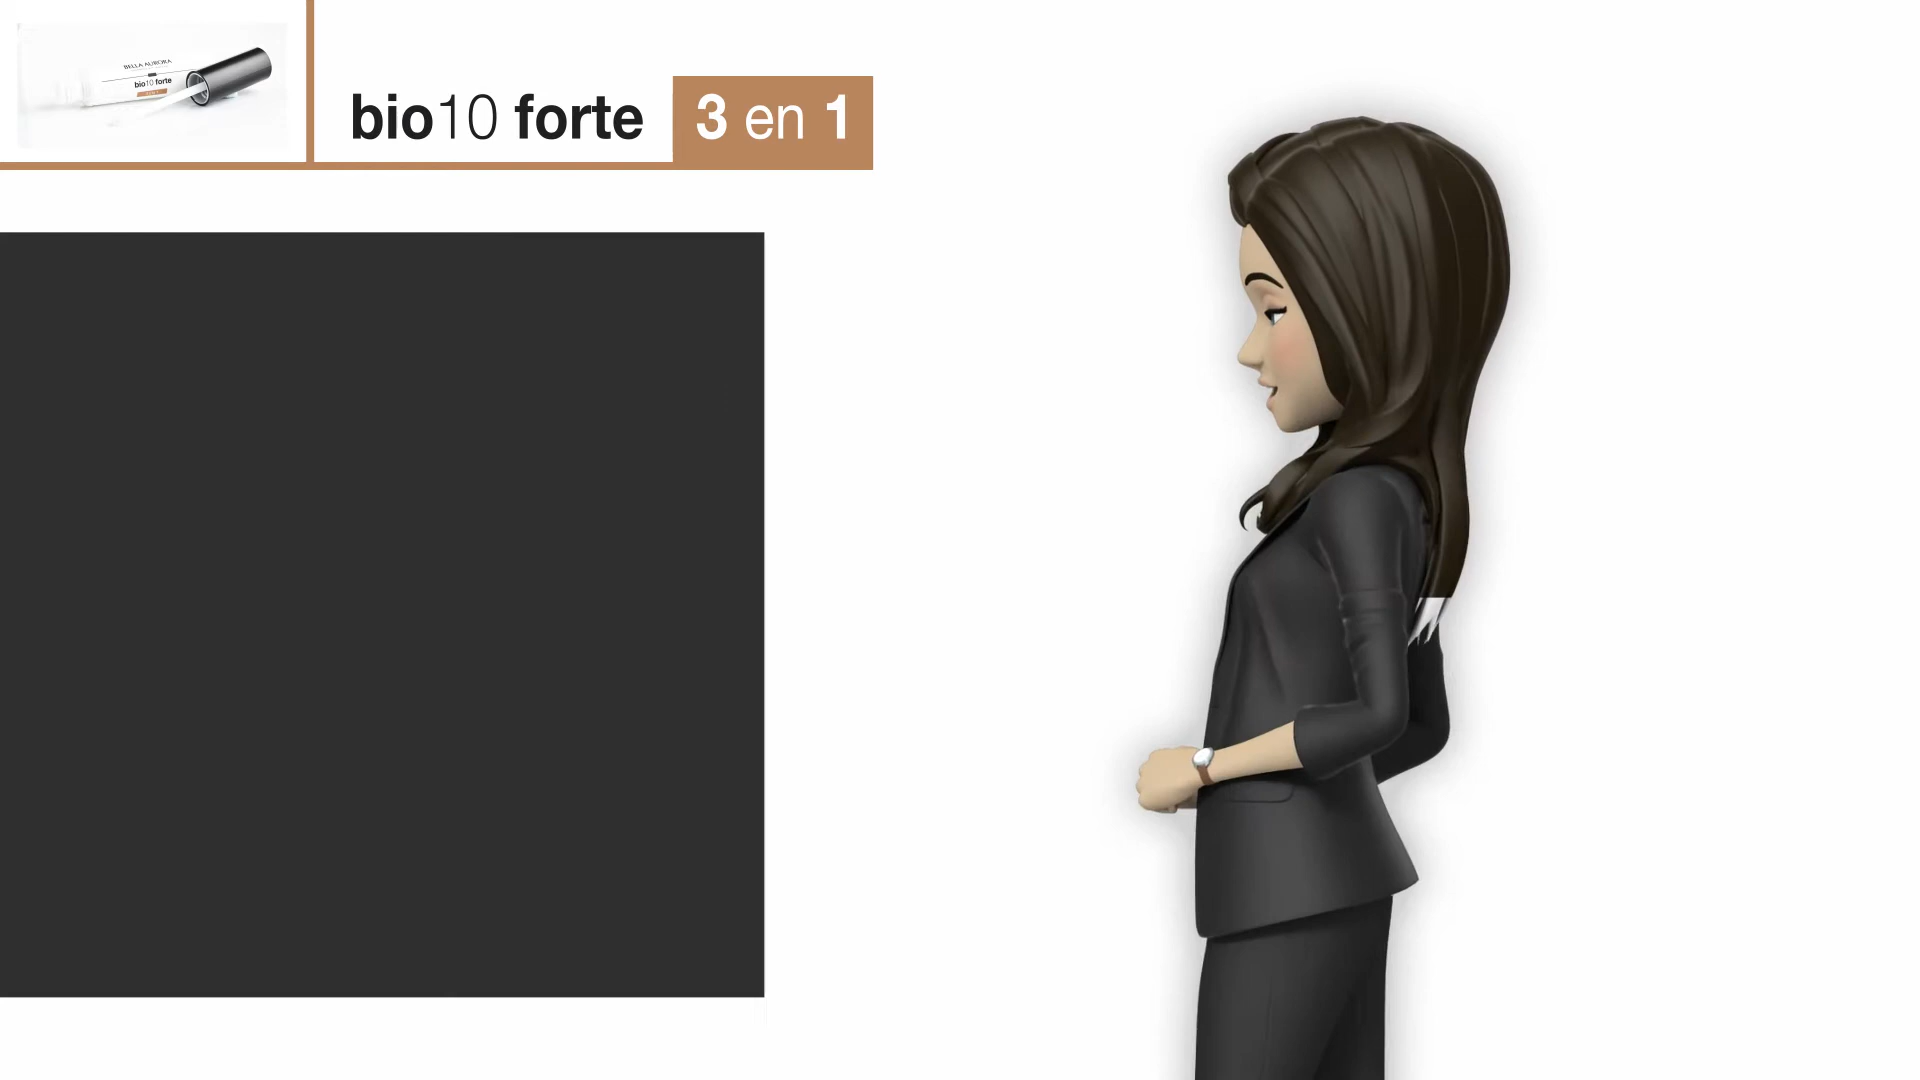 BELLA AURORA
bio10 forte
bio10 forte 3 en 1